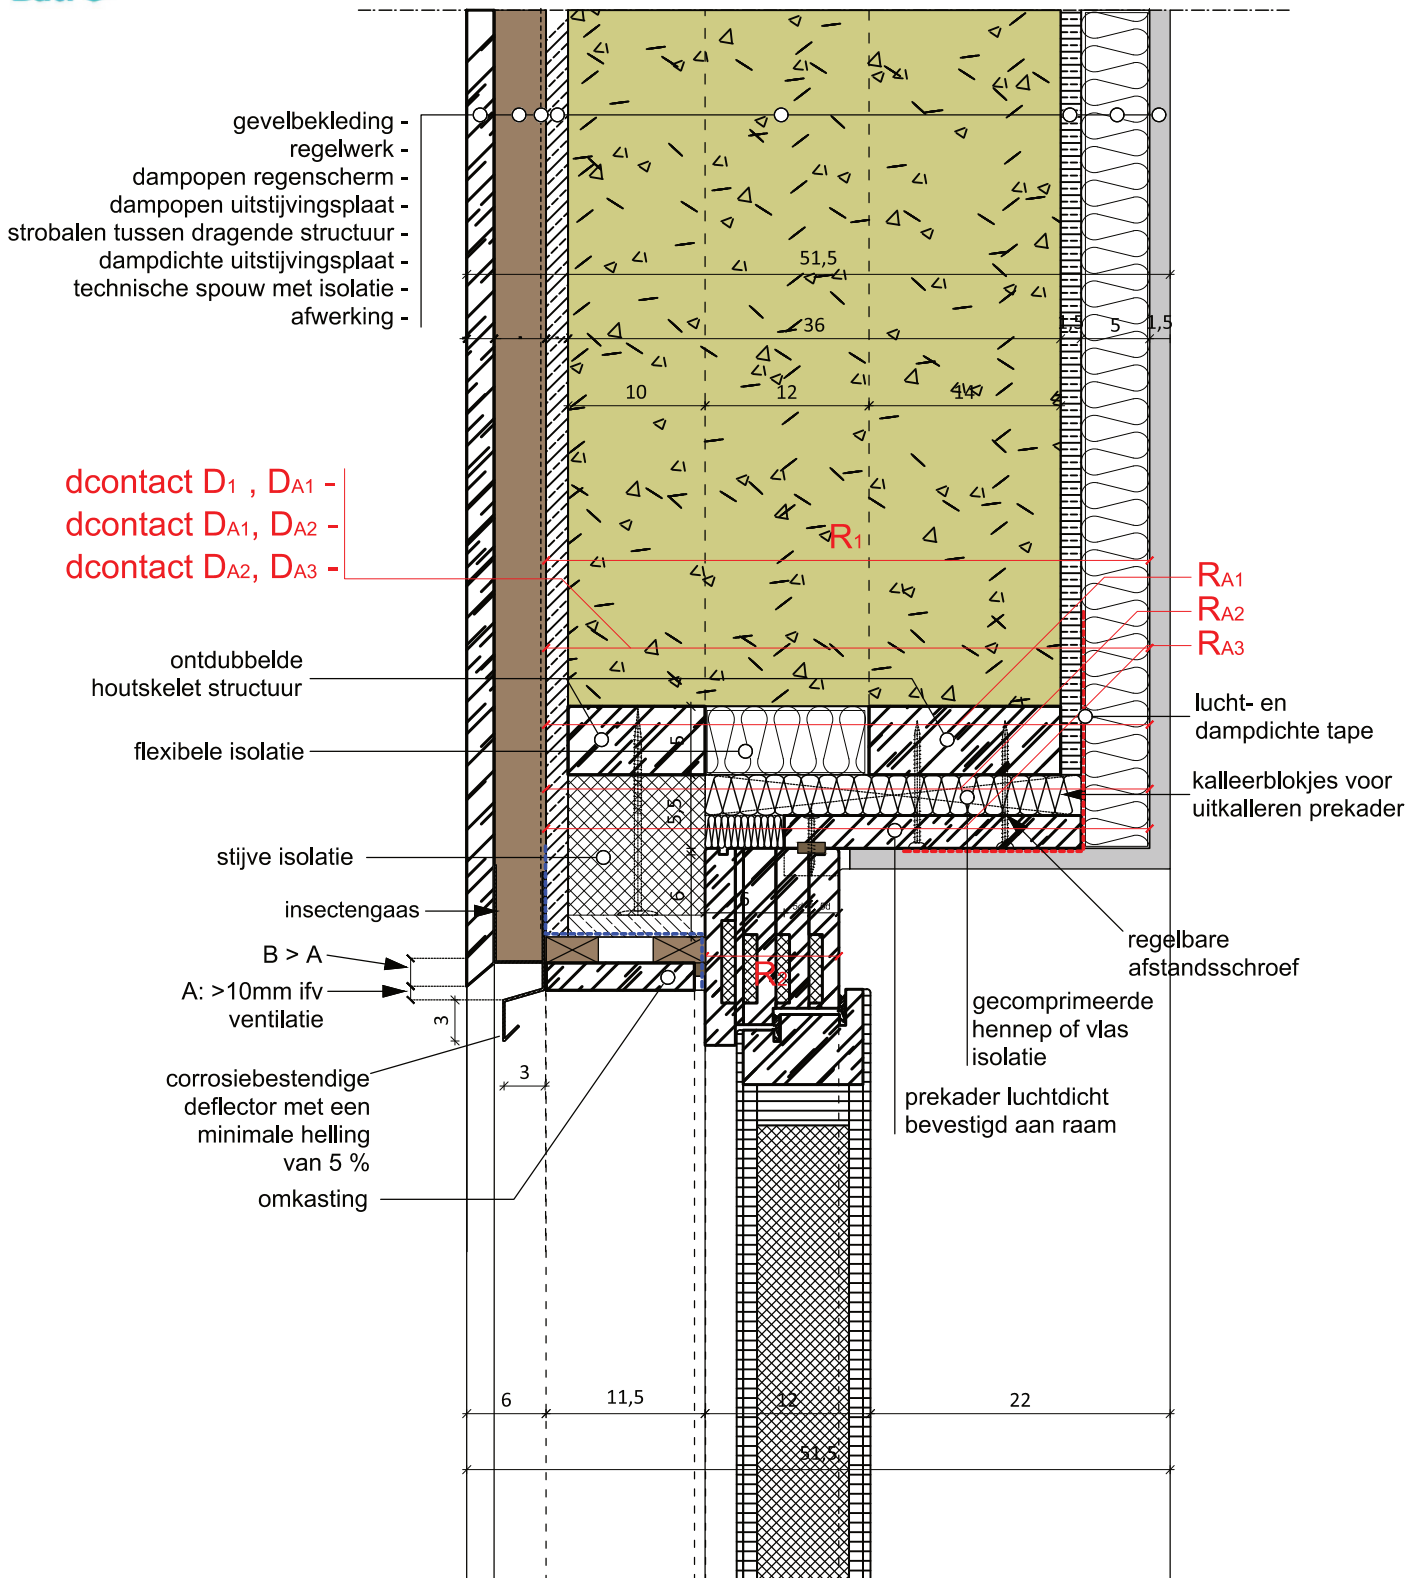 gevelbekleding -
regelwerk -
dampopen regenscherm -
dampopen uitstijvingsplaat -
strobalen tussen dragende structuur -
dampdichte uitstijvingsplaat -
technische spouw met isolatie -
afwerking -
51,5
36
1,5
5
1,5
10
12
14
dcontact D1 , DA1 -
dcontact DA1, DA2 -
dcontact DA2, DA3 -
R1
RA1
RA2
RA3
ontdubbelde
houtskelet structuur
flexibele isolatie
stijve isolatie
insectengaas
B > A
A: >10mm ifv
ventilatie
3
3
corrosiebestendige
deflector met een
minimale helling
van 5 %
omkasting
5
5,5
6
6
R2
lucht- en
dampdichte tape
kalleerblokjes voor
uitkalleren prekader
regelbare
afstandsschroef
gecomprimeerde
hennep of vlas
isolatie
prekader luchtdicht
bevestigd aan raam
6
11,5
12
22
51,5